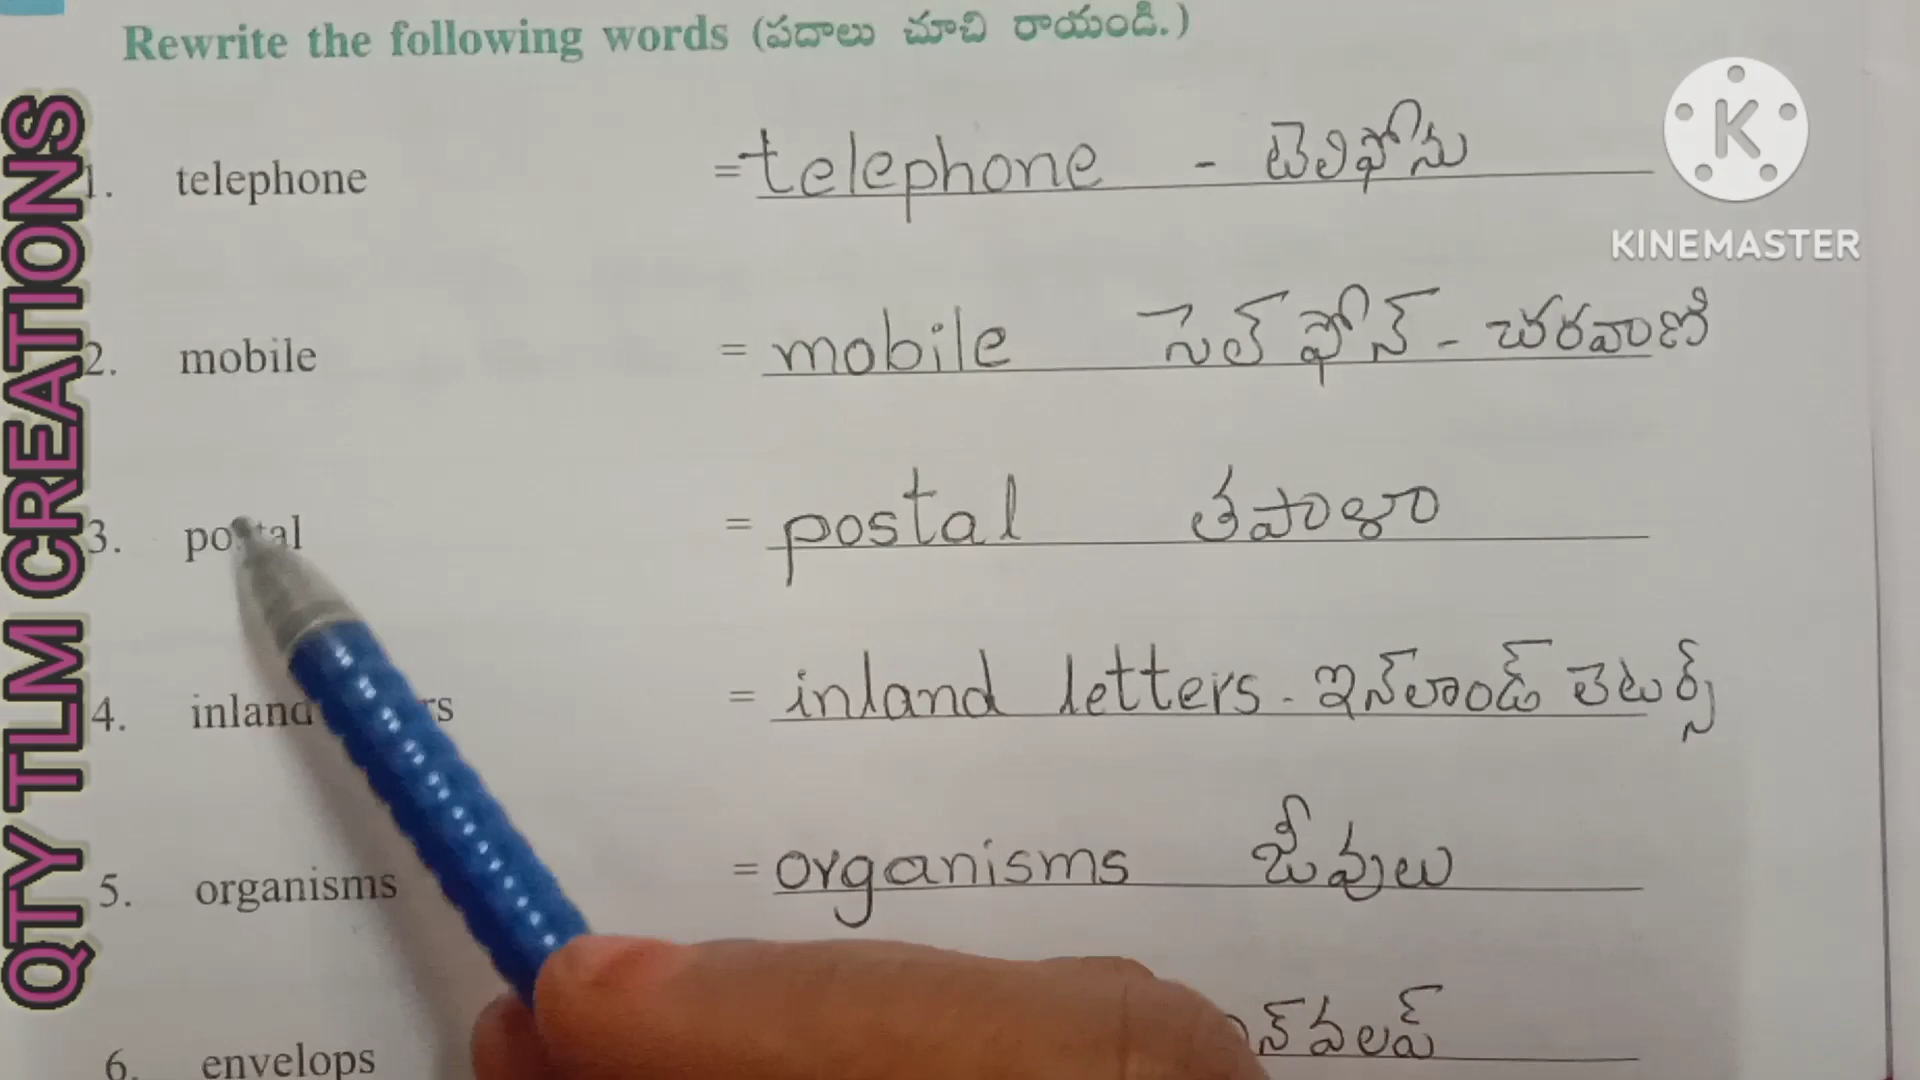 Rewrite the following words (పదాలు చూచి రాయండి.)
1. telephone = telephone - టెలిఫోను
2. mobile = mobile సెల్ ఫోన్ - చరవాణి
3. postal = postal తపాళా
4. inland = inland letters - ఇన్‌లాండ్ లెటర్స్
5. organisms = organisms జీవులు
6. envelops న్‌వలప్
QTY TLM CREATIONS
K
KINEMASTER